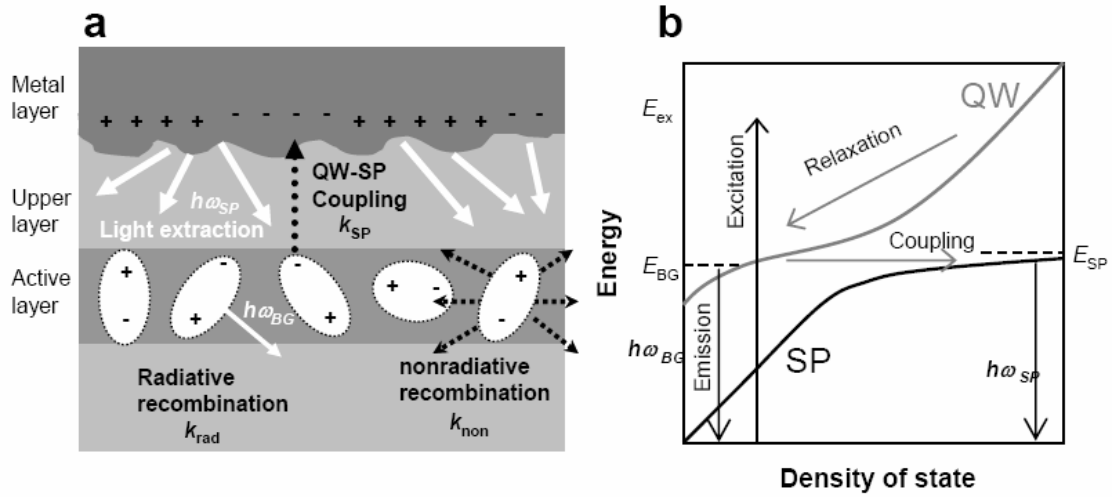 a
Metal
layer
+ + + + - - - - + + + + + - -
Upper
layer
hωSP
Light extraction
QW-SP
Coupling
kSP
Active
layer
+
-
-
+
hωBG
-
+
+ -
+
-
Radiative
recombination
krad
nonradiative
recombination
knon
b
Energy
Eex
EBG
hωBG
Emission
Excitation
Relaxation
QW
Coupling
ESP
SP
hωSP
Density of state